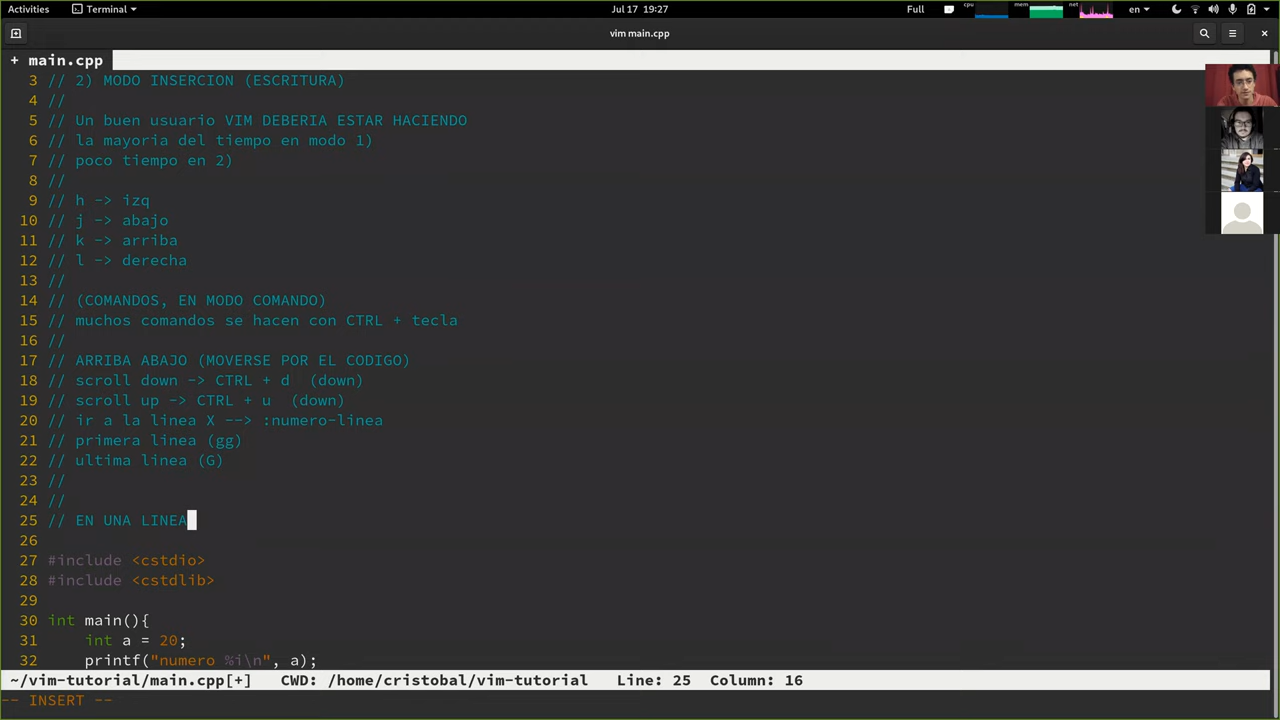 Activities Terminal Jul 17 19:27 Full cpu mem net en
vim main.cpp
+ main.cpp
3 // 2) MODO INSERCION (ESCRITURA)
4 //
5 // Un buen usuario VIM DEBERIA ESTAR HACIENDO
6 // la mayoria del tiempo en modo 1)
7 // poco tiempo en 2)
8 //
9 // h -> izq
10 // j -> abajo
11 // k -> arriba
12 // l -> derecha
13 //
14 // (COMANDOS, EN MODO COMANDO)
15 // muchos comandos se hacen con CTRL + tecla
16 //
17 // ARRIBA ABAJO (MOVERSE POR EL CODIGO)
18 // scroll down -> CTRL + d  (down)
19 // scroll up -> CTRL + u  (down)
20 // ir a la linea X --> :numero-linea
21 // primera linea (gg)
22 // ultima linea (G)
23 //
24 //
25 // EN UNA LINEA
26
27 #include <cstdio>
28 #include <cstdlib>
29
30 int main(){
31     int a = 20;
32     printf("numero %i\n", a);
~/vim-tutorial/main.cpp[+]   CWD: /home/cristobal/vim-tutorial   Line: 25  Column: 16
-- INSERT --